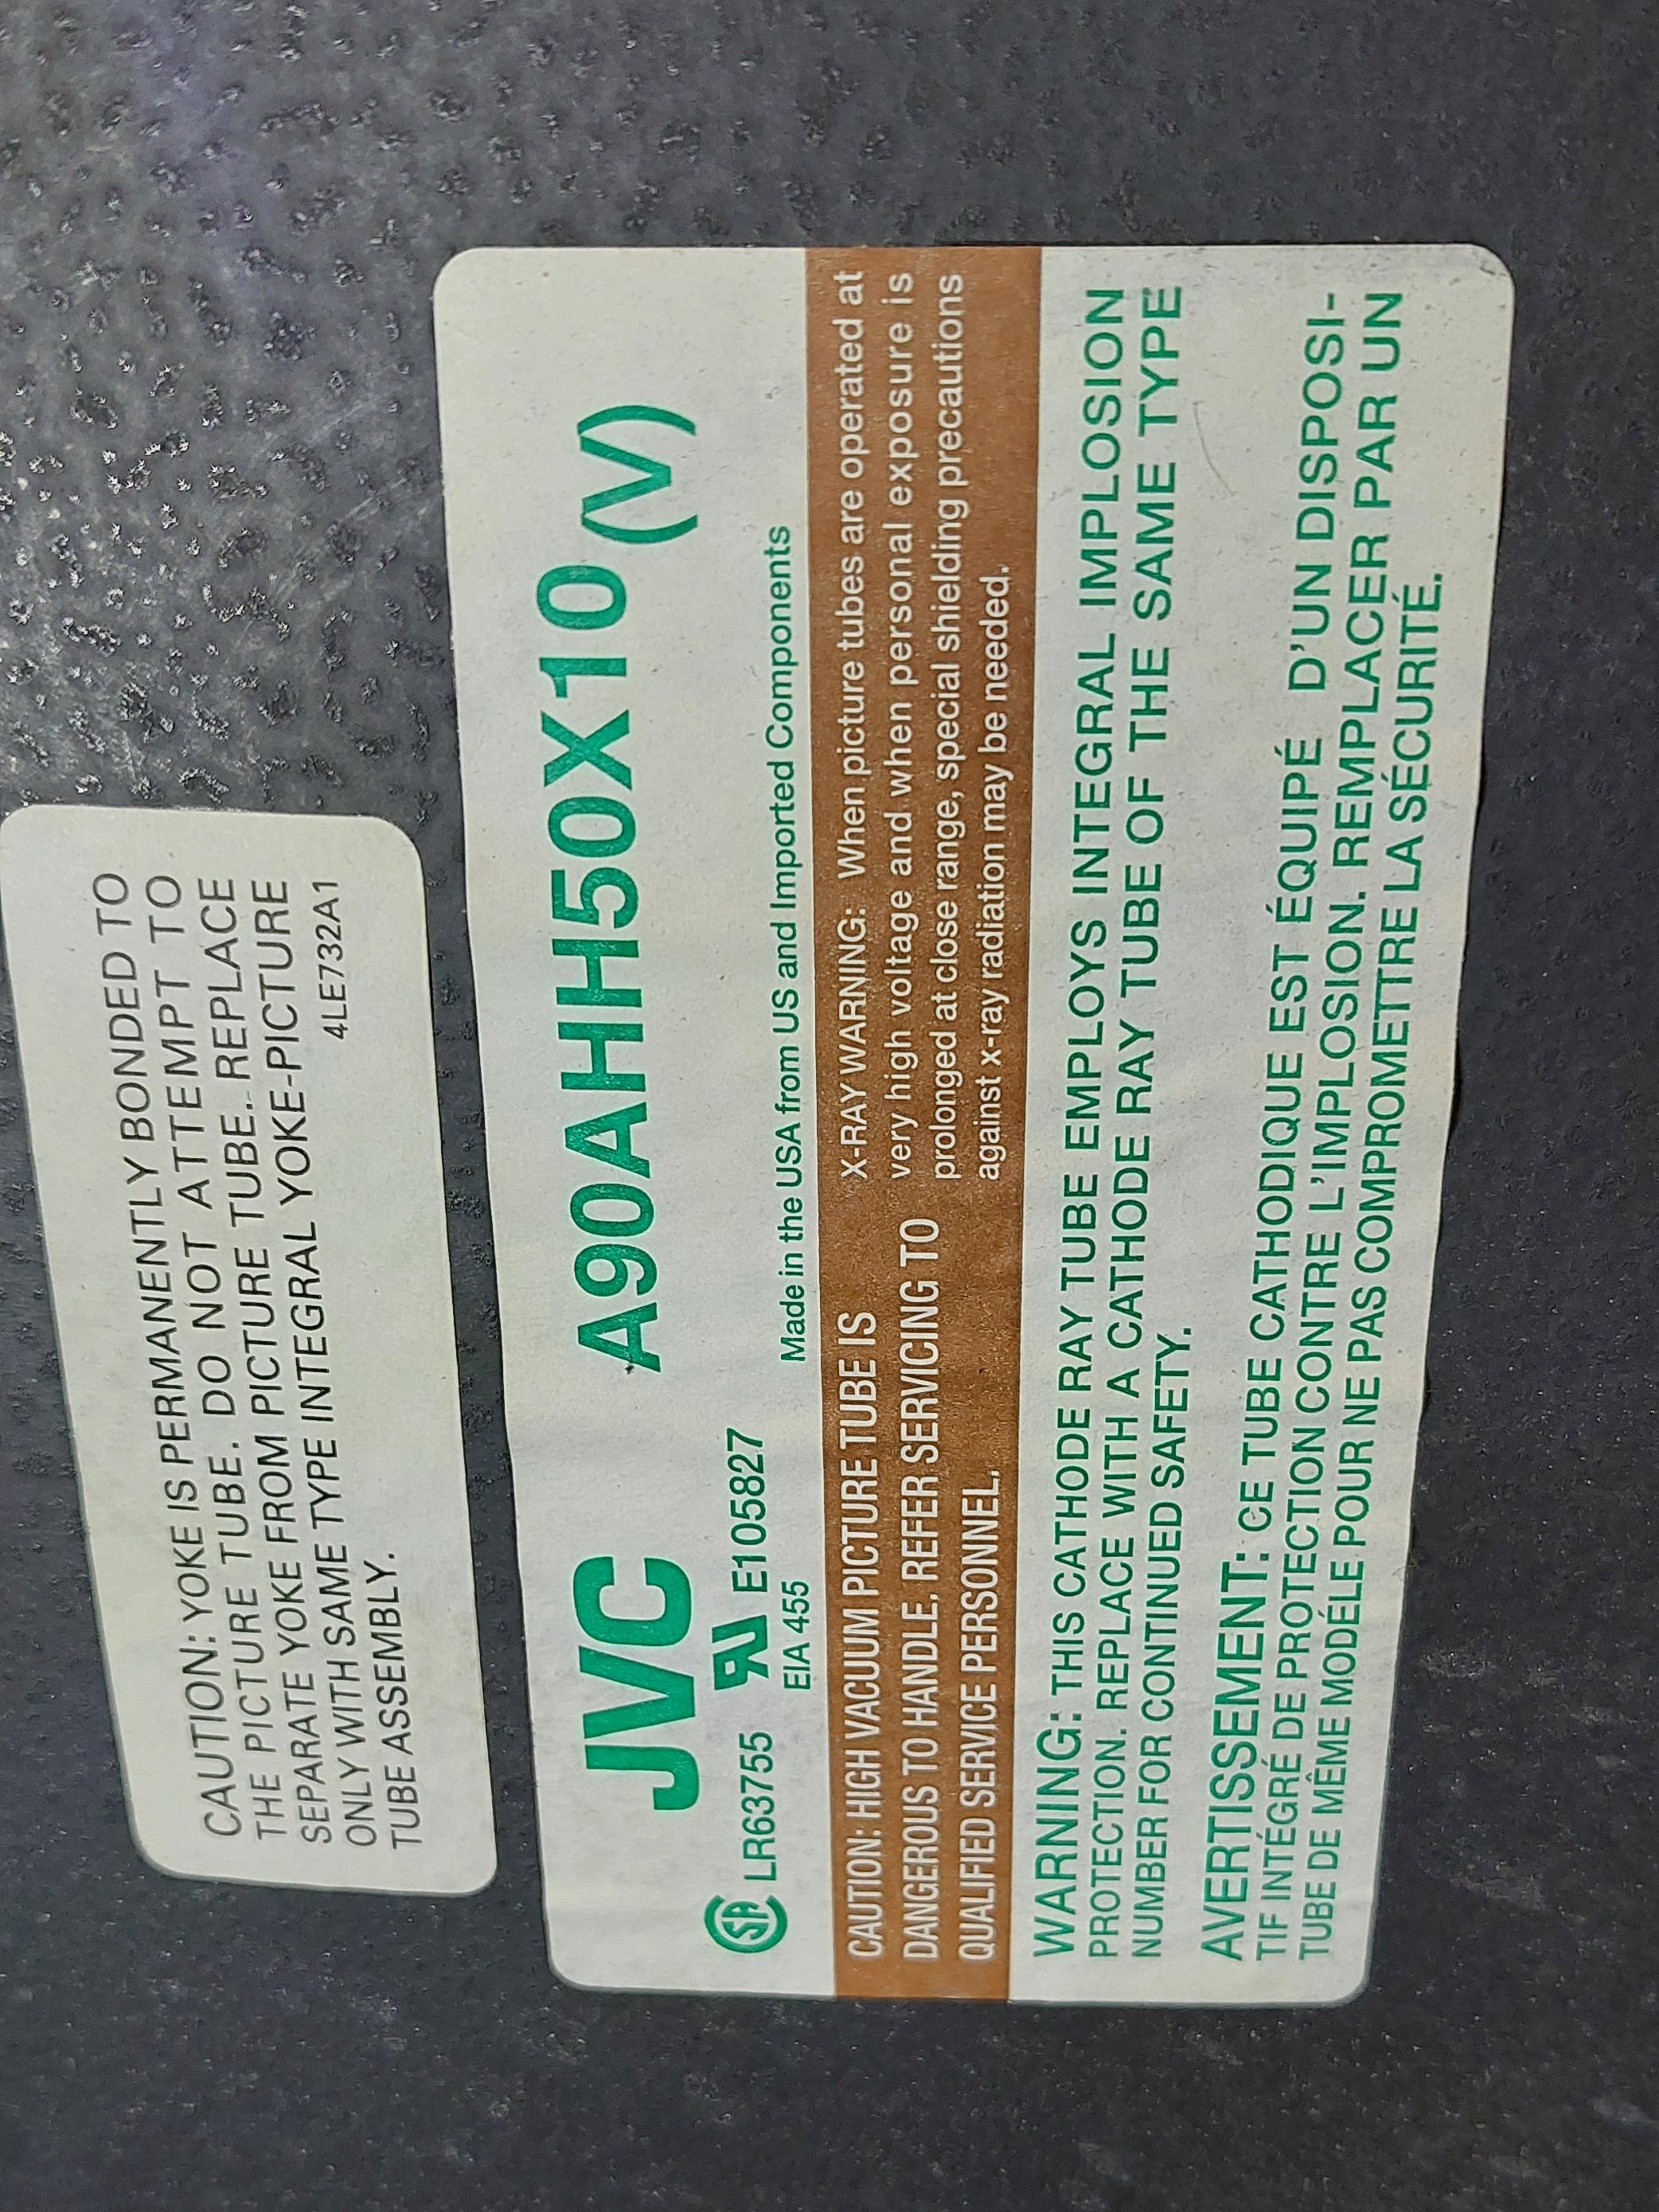 CAUTION: YOKE IS PERMANENTLY BONDED TO
THE PICTURE TUBE. DO NOT ATTEMPT TO
SEPARATE YOKE FROM PICTURE TUBE. REPLACE
ONLY WITH SAME TYPE INTEGRAL YOKE-PICTURE
TUBE ASSEMBLY.
4LE732A1
JVC A90AHH50X10 (V)
LR63755 E105827
EIA 455
Made in the USA from US and Imported Components
CAUTION: HIGH VACUUM PICTURE TUBE IS
DANGEROUS TO HANDLE. REFER SERVICING TO
QUALIFIED SERVICE PERSONNEL.
X-RAY WARNING: When picture tubes are operated at
very high voltage and when personal exposure is
prolonged at close range, special shielding precautions
against x-ray radiation may be needed.
WARNING: THIS CATHODE RAY TUBE EMPLOYS INTEGRAL IMPLOSION
PROTECTION. REPLACE WITH A CATHODE RAY TUBE OF THE SAME TYPE
NUMBER FOR CONTINUED SAFETY.
AVERTISSEMENT: CE TUBE CATHODIQUE EST ÉQUIPÉ D'UN DISPOSI-
TIF INTÉGRÉ DE PROTECTION CONTRE L'IMPLOSION. REMPLACER PAR UN
TUBE DE MÊME MODÉLE POUR NE PAS COMPROMETTRE LA SÉCURITÉ.